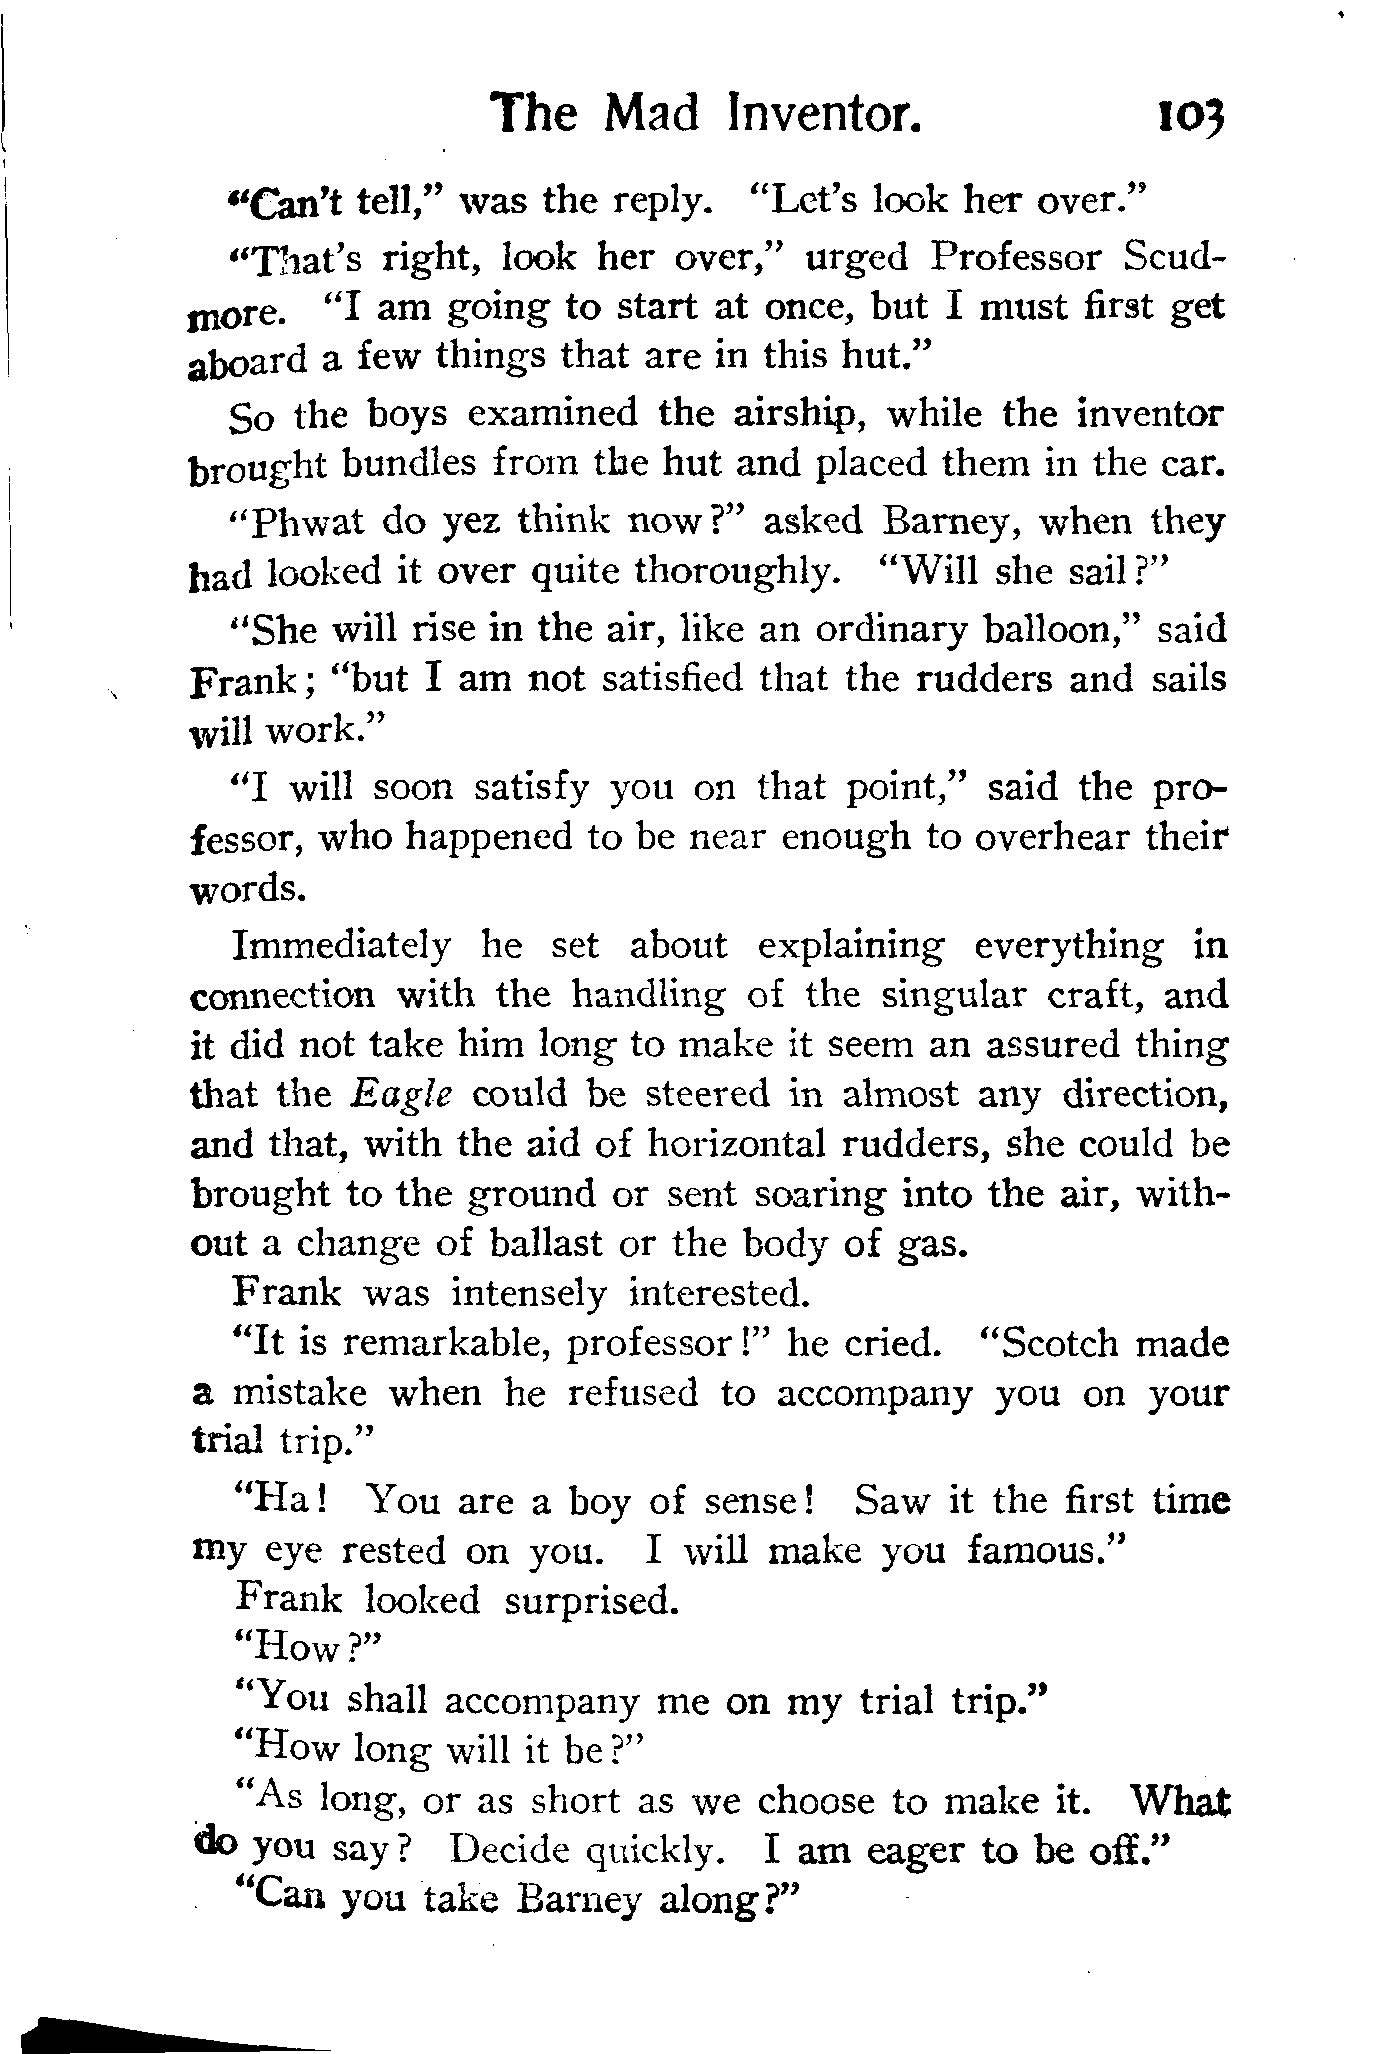 The Mad Inventor. 103
“Can’t tell,” was the reply. “Let’s look her over.”
“That’s right, look her over,” urged Professor Scud-
more. “I am going to start at once, but I must first get
aboard a few things that are in this hut.”
So the boys examined the airship, while the inventor
brought bundles from the hut and placed them in the car.
“Phwat do yez think now?” asked Barney, when they
had looked it over quite thoroughly. “Will she sail?”
“She will rise in the air, like an ordinary balloon,” said
Frank; “but I am not satisfied that the rudders and sails
will work.”
“I will soon satisfy you on that point,” said the pro-
fessor, who happened to be near enough to overhear their
words.
Immediately he set about explaining everything in
connection with the handling of the singular craft, and
it did not take him long to make it seem an assured thing
that the Eagle could be steered in almost any direction,
and that, with the aid of horizontal rudders, she could be
brought to the ground or sent soaring into the air, with-
out a change of ballast or the body of gas.
Frank was intensely interested.
“It is remarkable, professor!” he cried. “Scotch made
a mistake when he refused to accompany you on your
trial trip.”
“Ha! You are a boy of sense! Saw it the first time
my eye rested on you. I will make you famous.”
Frank looked surprised.
“How?”
“You shall accompany me on my trial trip.”
“How long will it be?”
“As long, or as short as we choose to make it. What
do you say? Decide quickly. I am eager to be off.”
“Can you take Barney along?”